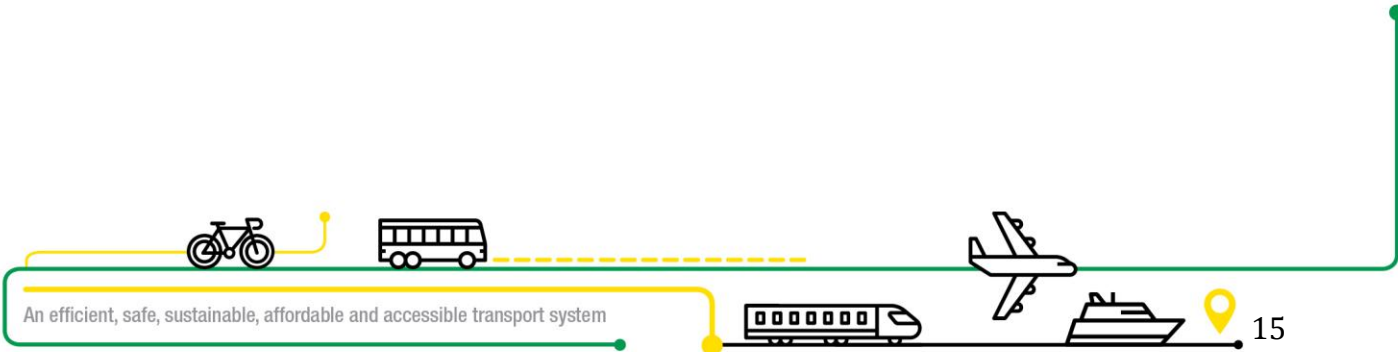 An efficient, safe, sustainable, affordable and accessible transport system
15